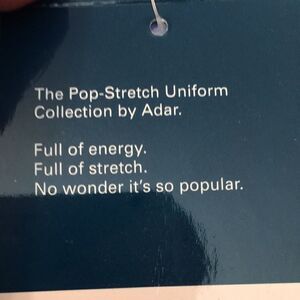 The Pop-Stretch Uniform
Collection by Adar.
Full of energy.
Full of stretch.
No wonder it's so popular.